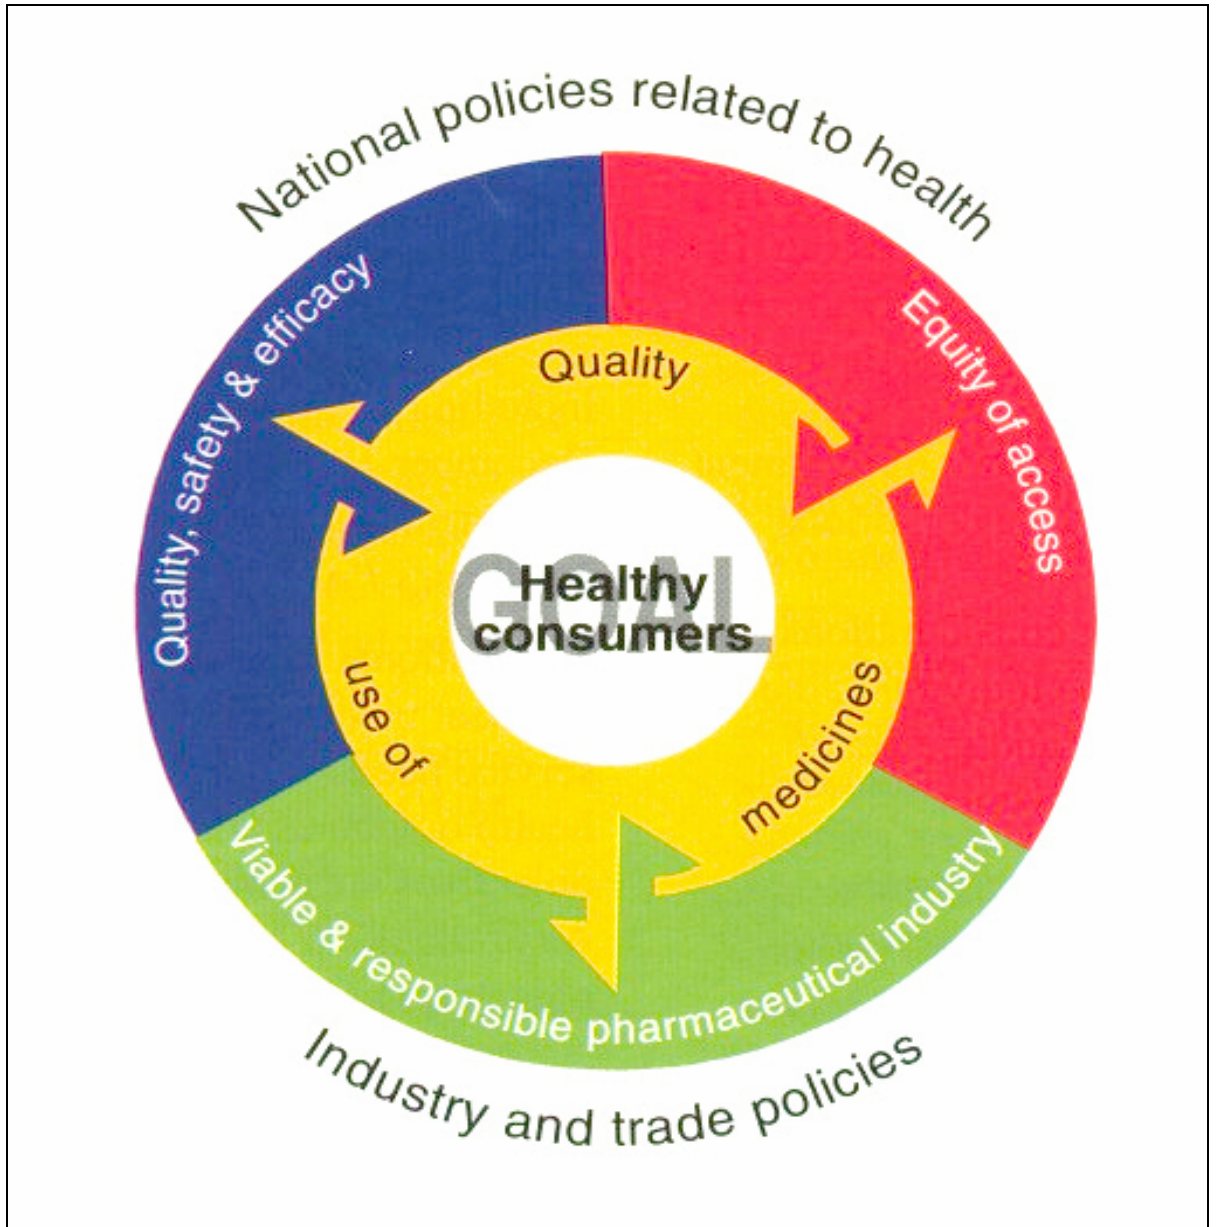 National policies related to health
Quality, safety & efficacy
Equity of access
Quality
use of
medicines
GOAL
Healthy
consumers
Viable & responsible pharmaceutical industry
Industry and trade policies